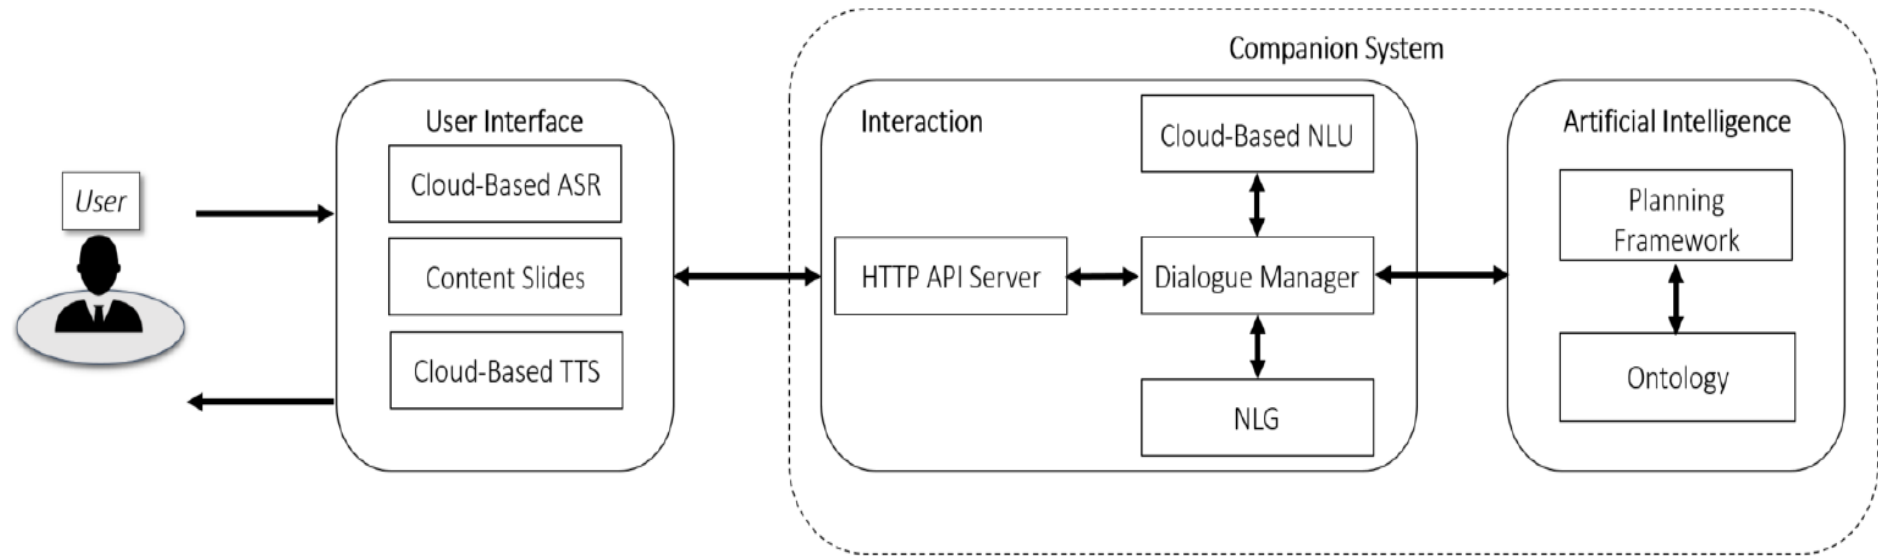 Companion System
User
User Interface
Cloud-Based ASR
Content Slides
Cloud-Based TTS
Interaction
Cloud-Based NLU
HTTP API Server
Dialogue Manager
NLG
Artificial Intelligence
Planning
Framework
Ontology